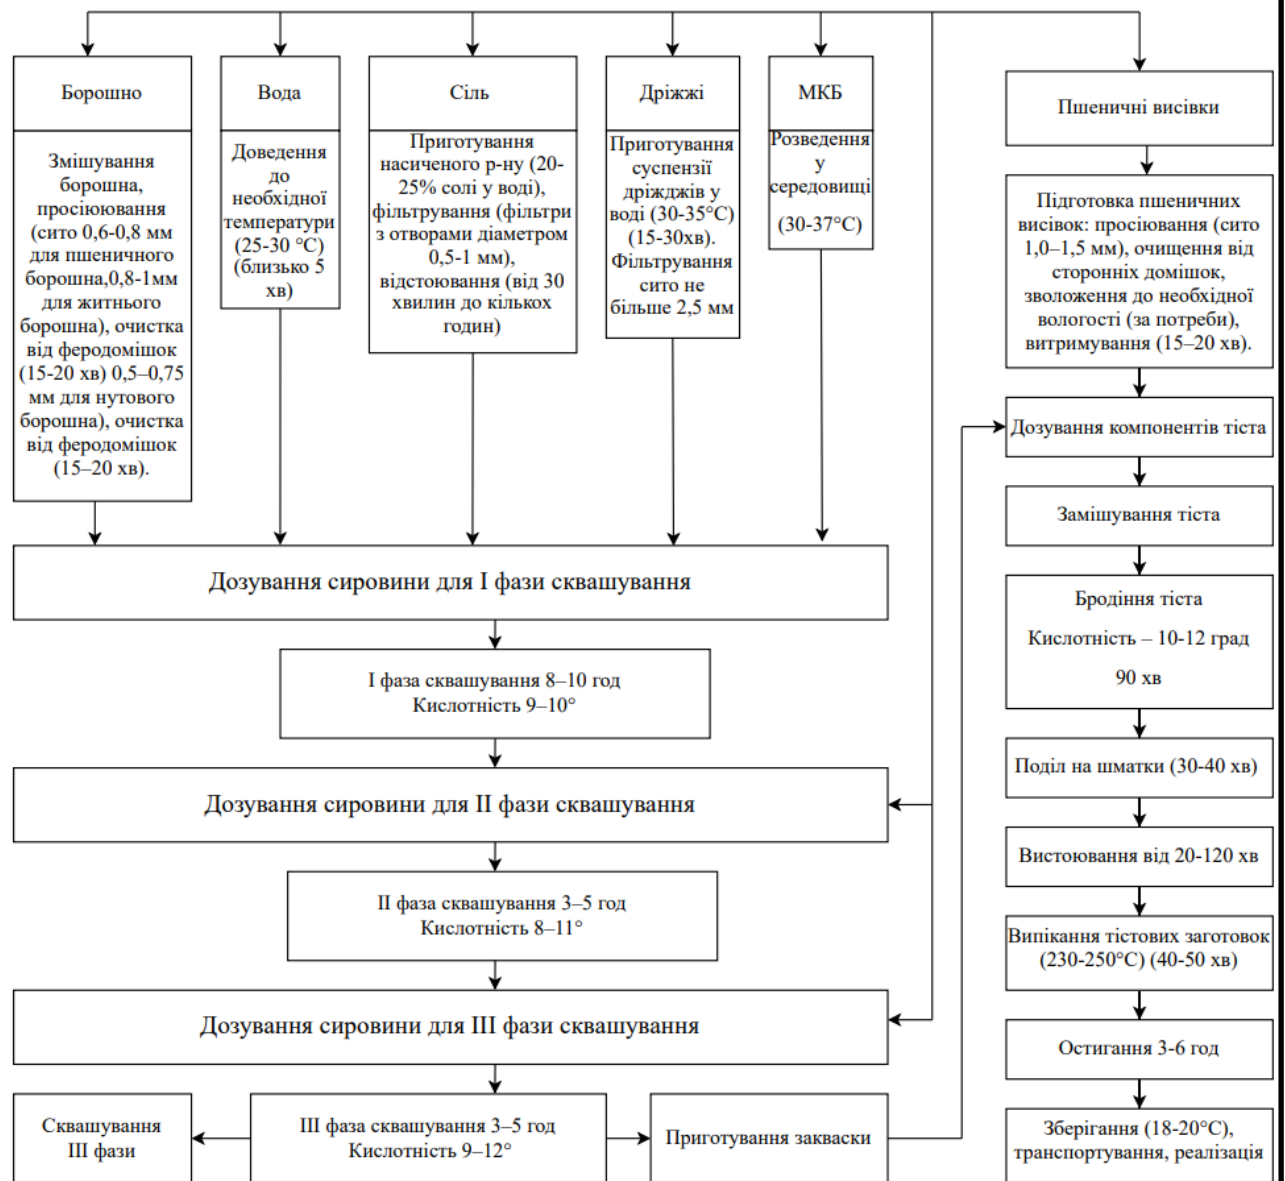 Борошно
Змішування
борошна,
просіюювання
(сито 0,6-0,8 мм
для пшеничного
борошна,0,8-1мм
для житнього
борошна), очистка
від феродомішок
(15-20 хв) 0,5–0,75
мм для нутового
борошна), очистка
від феродомішок
(15–20 хв).
Вода
Доведення
до
необхідної
температури
(25-30 °C)
(близько 5
хв)
Сіль
Приготування
насиченого р-ну (20-
25% солі у воді),
фільтрування (фільтри
з отворами діаметром
0,5-1 мм),
відстоювання (від 30
хвилин до кількох
годин)
Дріжжі
Приготування
суспензії
дріжджів у
воді (30-35°C)
(15-30хв).
Фільтрування
сито не
більше 2,5 мм
МКБ
Розведення
у
середовищі
(30-37°C)
Пшеничні висівки
Підготовка пшеничних
висівок: просіювання (сито
1,0–1,5 мм), очищення від
сторонніх домішок,
зволоження до необхідної
вологості (за потреби),
витримування (15–20 хв).
Дозування сировини для I фази сквашування
I фаза сквашування 8–10 год
Кислотність 9–10°
Дозування сировини для II фази сквашування
II фаза сквашування 3–5 год
Кислотність 8–11°
Дозування сировини для III фази сквашування
Сквашування
III фази
III фаза сквашування 3–5 год
Кислотність 9–12°
Приготування закваски
Дозування компонентів тіста
Замішування тіста
Бродіння тіста
Кислотність – 10-12 град
90 хв
Поділ на шматки (30-40 хв)
Вистоювання від 20-120 хв
Випікання тістових заготовок
(230-250°C) (40-50 хв)
Остигання 3-6 год
Зберігання (18-20°C),
транспортування, реалізація